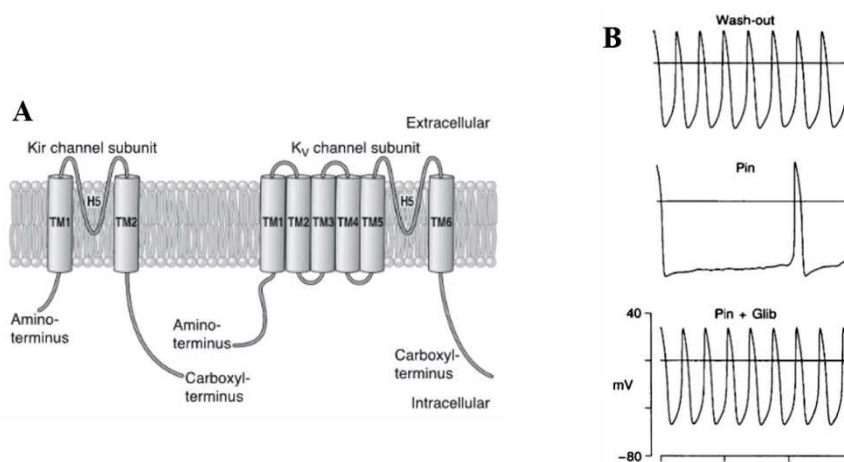 A
Extracellular
Kir channel subunit
KV channel subunit
H5
H5
TM1
TM2
TM1
TM2
TM3
TM4
TM5
TM6
Amino-
terminus
Carboxyl-
terminus
Amino-
terminus
Carboxyl-
terminus
Intracellular
B
Wash-out
Pin
Pin + Glib
40
mV
−80